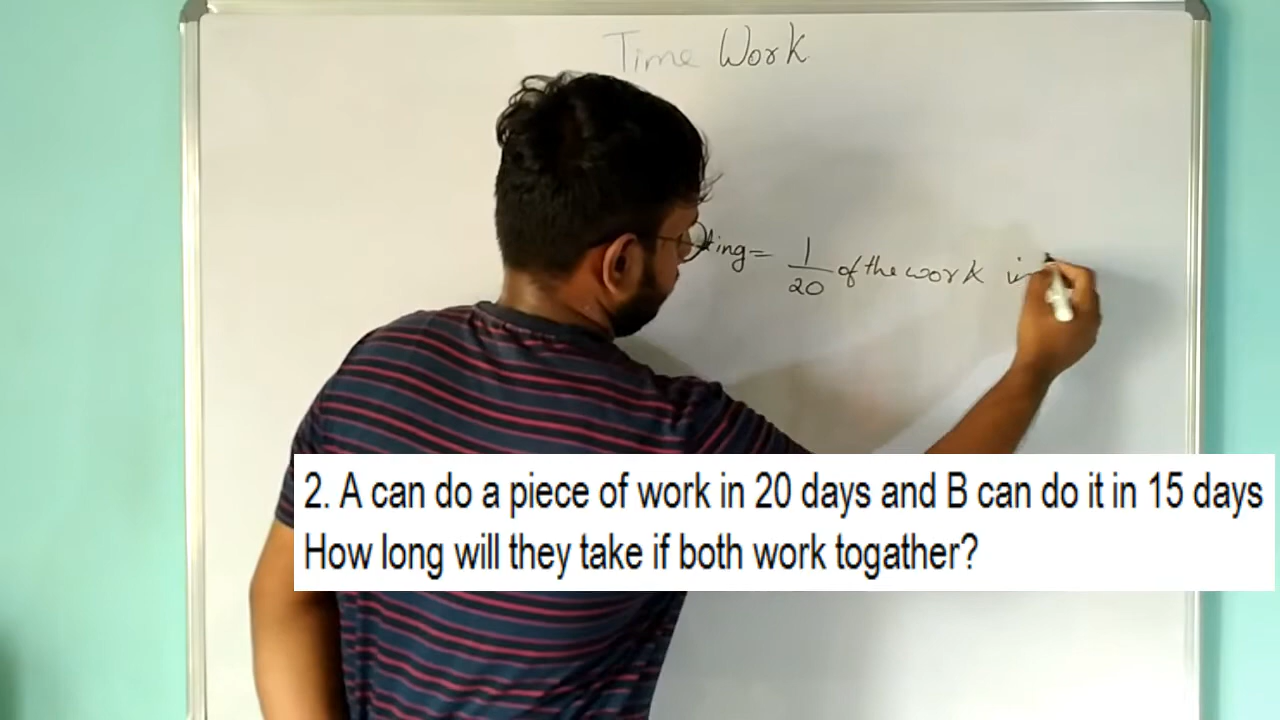 Time Work
ing = 1/20 of the work in
2. A can do a piece of work in 20 days and B can do it in 15 days
How long will they take if both work togather?